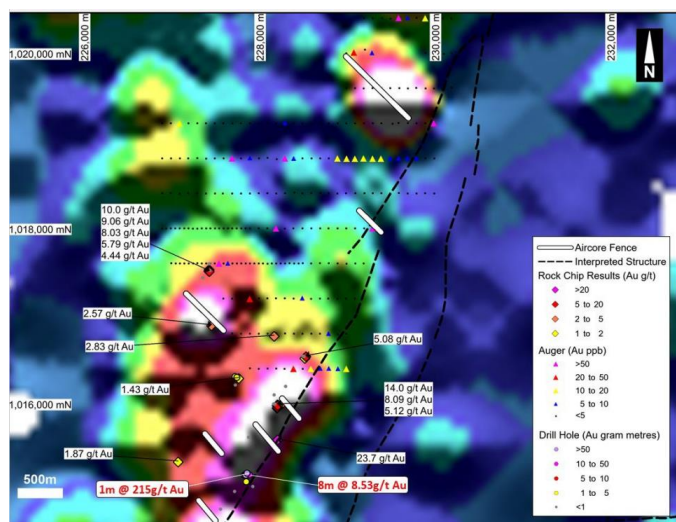 226,000 m
228,000 m
230,000 m
232,000 m
1,020,000 mN
N
1,018,000 mN
10.0 g/t Au
9.06 g/t Au
8.03 g/t Au
5.79 g/t Au
4.44 g/t Au
2.57 g/t Au
2.83 g/t Au
5.08 g/t Au
1.43 g/t Au
14.0 g/t Au
8.09 g/t Au
5.12 g/t Au
1,016,000 mN
1.87 g/t Au
23.7 g/t Au
500m
1m @ 215g/t Au
8m @ 8.53g/t Au
Aircore Fence
Interpreted Structure
Rock Chip Results (Au g/t)
>20
5 to 20
2 to 5
1 to 2
Auger (Au ppb)
>50
20 to 50
10 to 20
5 to 10
<5
Drill Hole (Au gram metres)
>50
10 to 50
5 to 10
1 to 5
<1